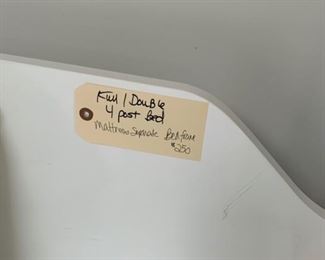 Full / Double
4 post bed
Mattress Separate Bed Frame
$250